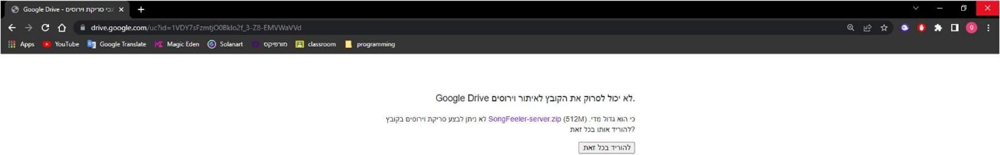 Google Drive - בי סריקת וירוסים
drive.google.com/uc?id=1VDY7sFzmtjO0BkIo2f_3-Z8-EMVWaVVd
Apps YouTube Google Translate Magic Eden Solanart מורפיקס classroom programming
Google Drive לא יכול לסרוק את הקובץ לאיתור וירוסים.
לא ניתן לבצע סריקת וירוסים בקובץ SongFeeler-server.zip (512M) כי הוא גדול מדי.
להוריד אותו בכל זאת?
להוריד בכל זאת